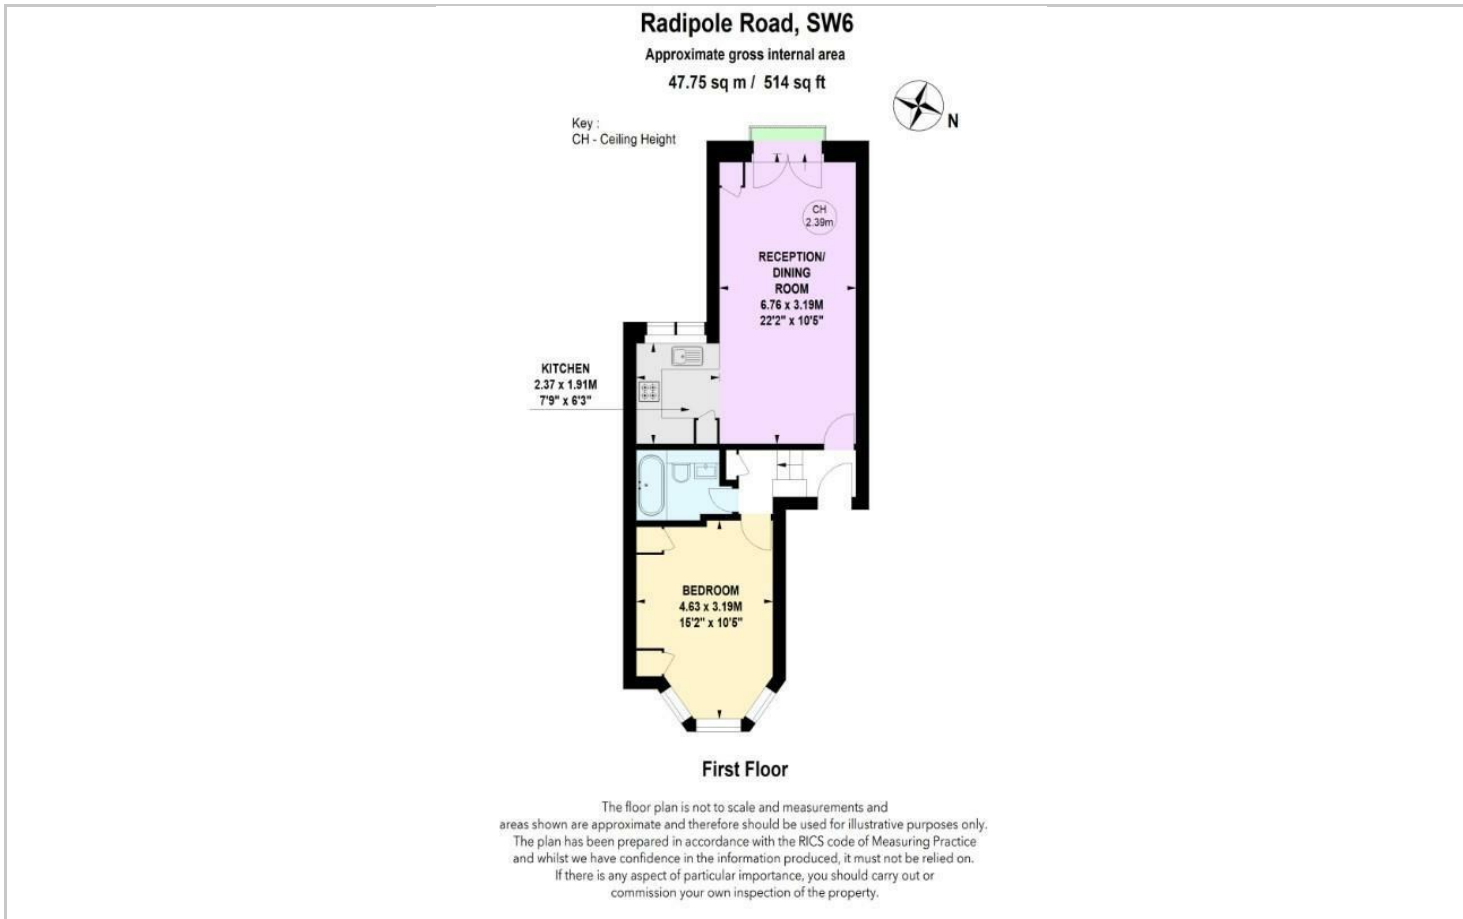 Radipole Road, SW6
Approximate gross internal area
47.75 sq m / 514 sq ft
N
Key :
CH - Ceiling Height
CH
2.39m
RECEPTION/
DINING
ROOM
6.76 x 3.19M
22'2" x 10'5"
KITCHEN
2.37 x 1.91M
7'9" x 6'3"
BEDROOM
4.63 x 3.19M
15'2" x 10'5"
First Floor
The floor plan is not to scale and measurements and
areas shown are approximate and therefore should be used for illustrative purposes only.
The plan has been prepared in accordance with the RICS code of Measuring Practice
and whilst we have confidence in the information produced, it must not be relied on.
If there is any aspect of particular importance, you should carry out or
commission your own inspection of the property.